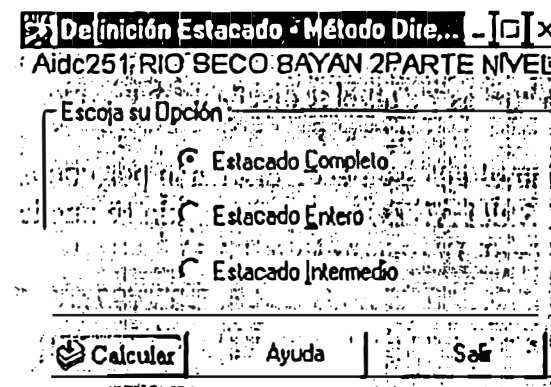 Definición Estacado - Método Dire...
Aidc251; RIO SECO SAYAN 2PARTE NIVEL
Escoja su Opción:
Estacado Completo
Estacado Entero
Estacado Intermedio
Calcular Ayuda Salir